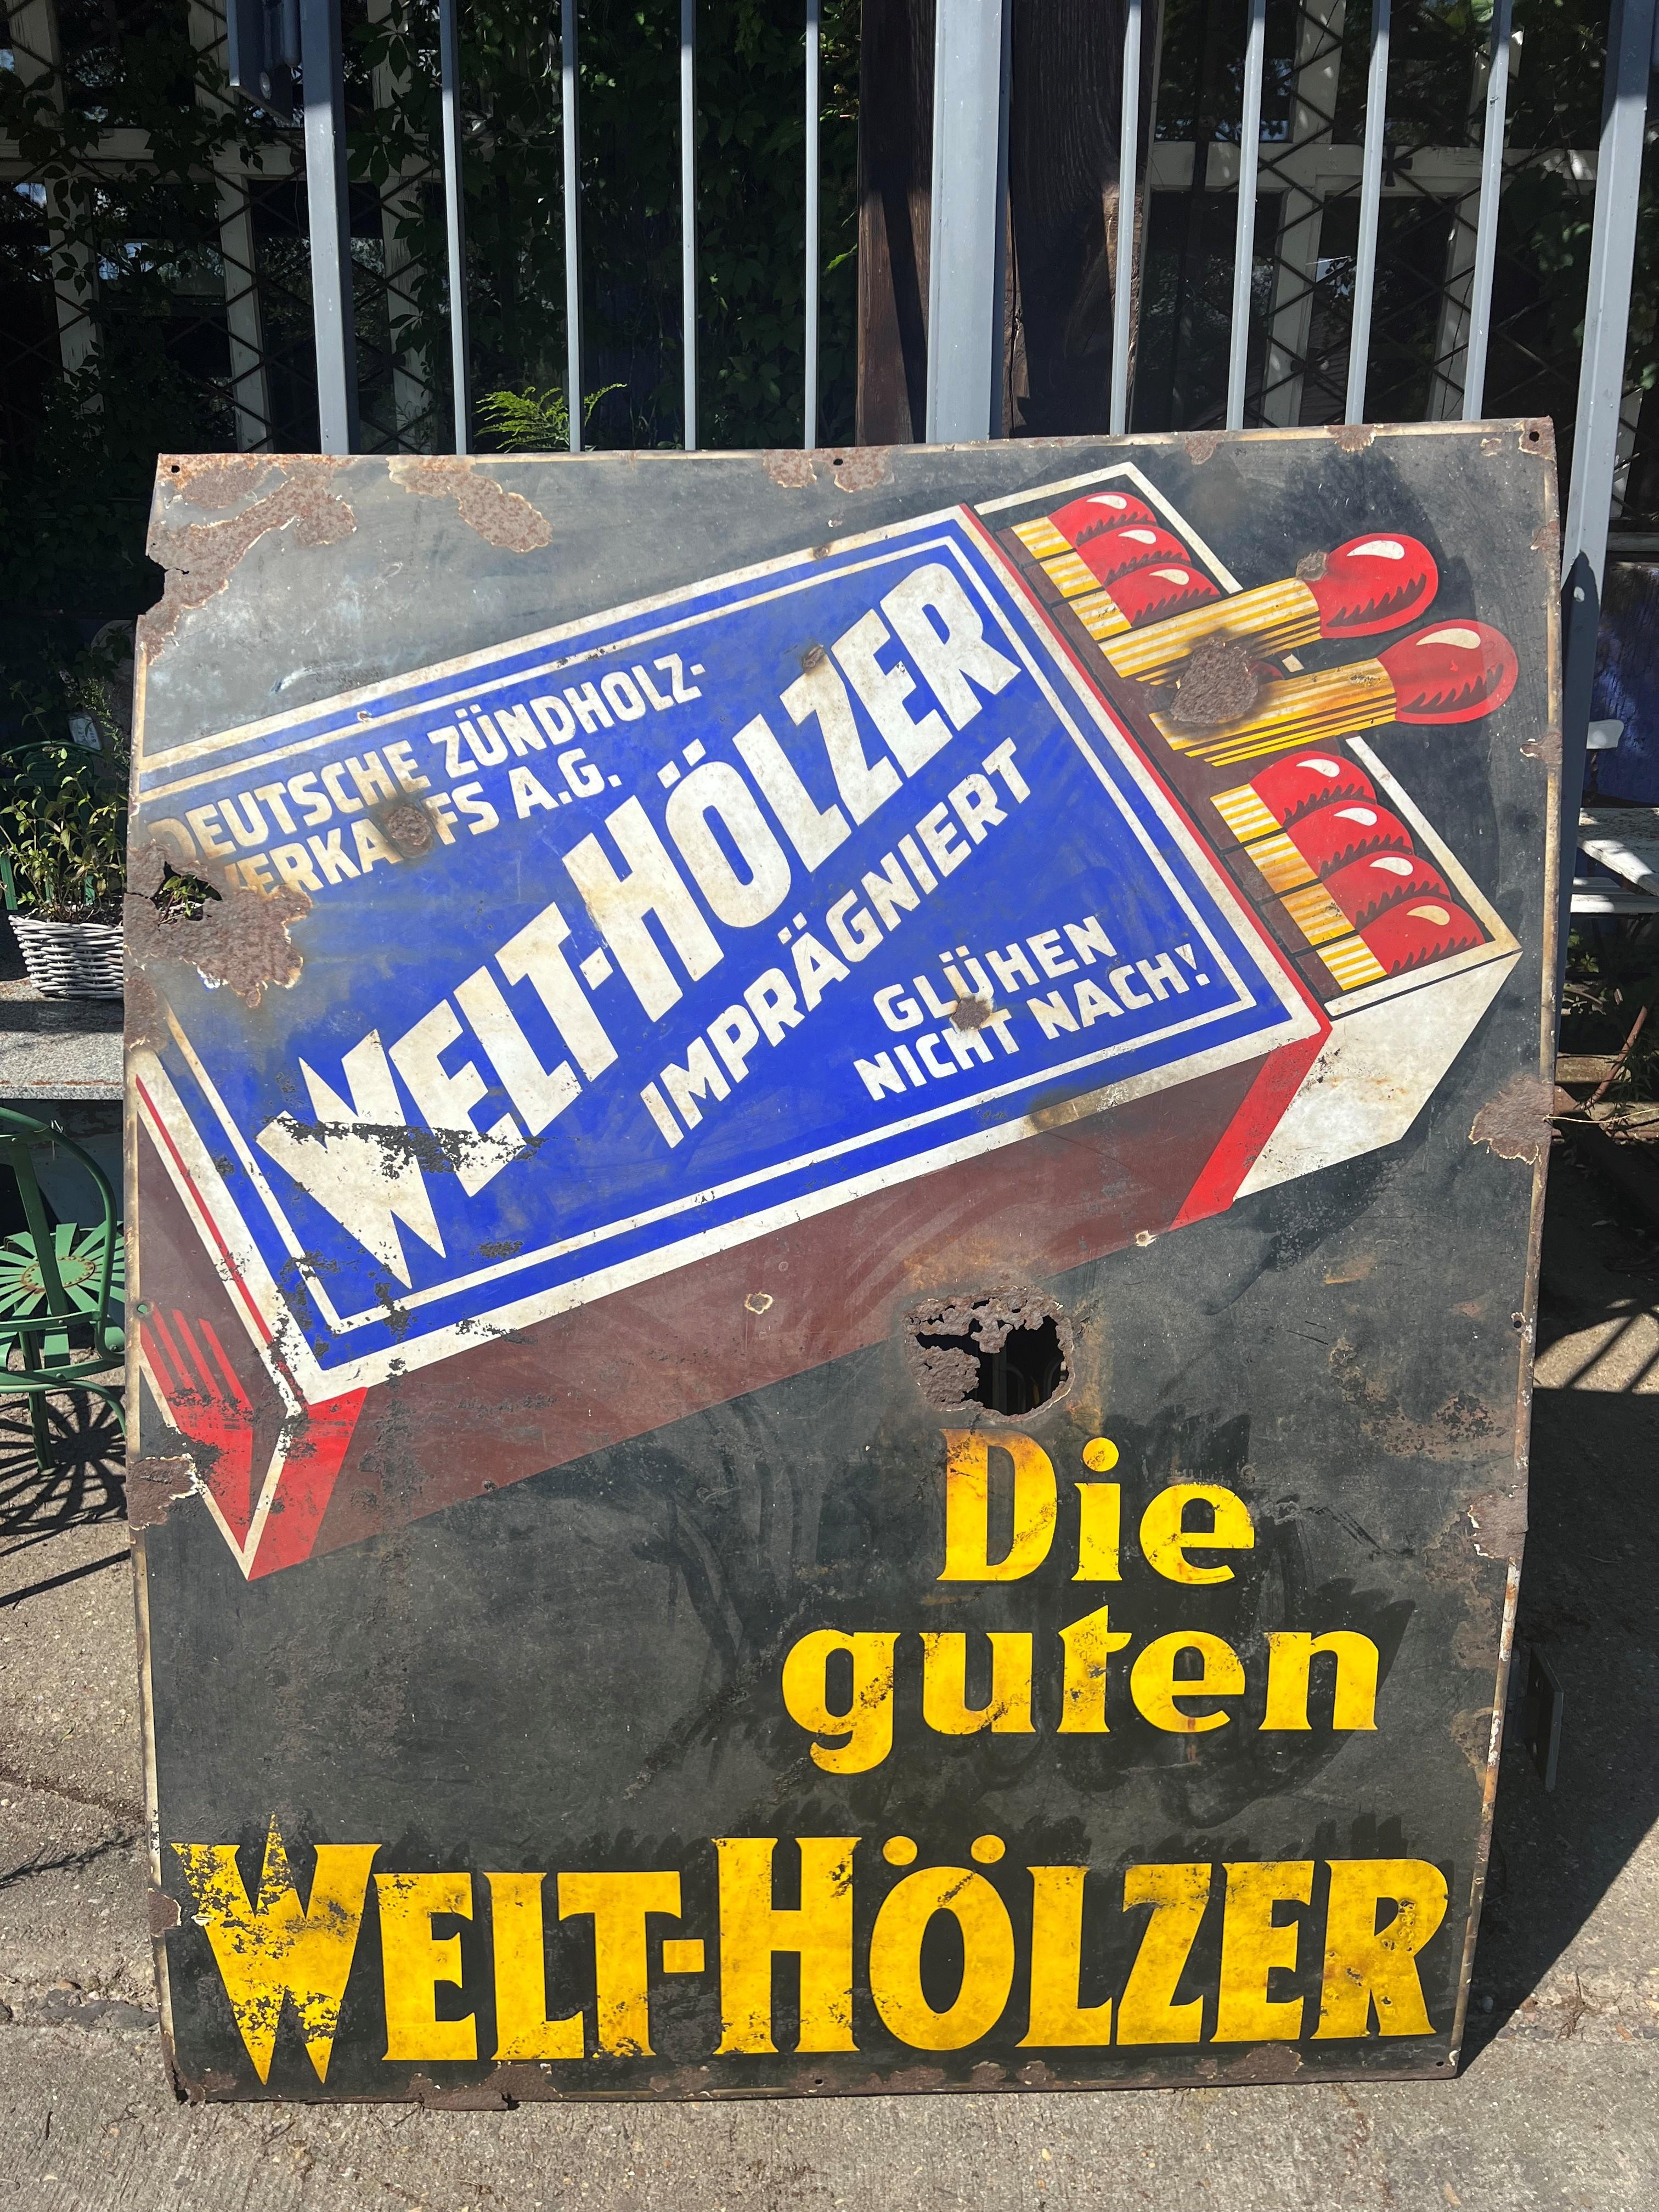 DEUTSCHE ZÜNDHOLZ-
VERKAUFS A.G.
WELT-HÖLZER
IMPRÄGNIERT
GLÜHEN
NICHT NACH!
Die
guten
WELT-HÖLZER